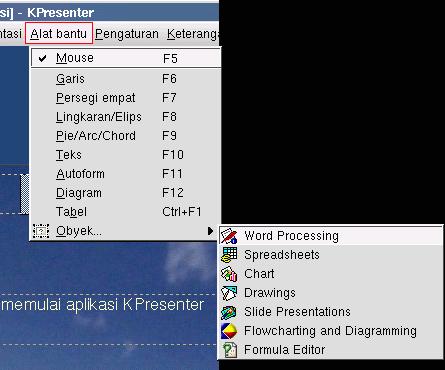 si] - KPresenter
ntasi Alat bantu Pengaturan Keteranga
Mouse F5
Garis F6
Persegi empat F7
Lingkaran/Elips F8
Pie/Arc/Chord F9
Teks F10
Autoform F11
Diagram F12
Tabel Ctrl+F1
Obyek...
Word Processing
Spreadsheets
Chart
Drawings
Slide Presentations
Flowcharting and Diagramming
Formula Editor
memulai aplikasi KPresenter